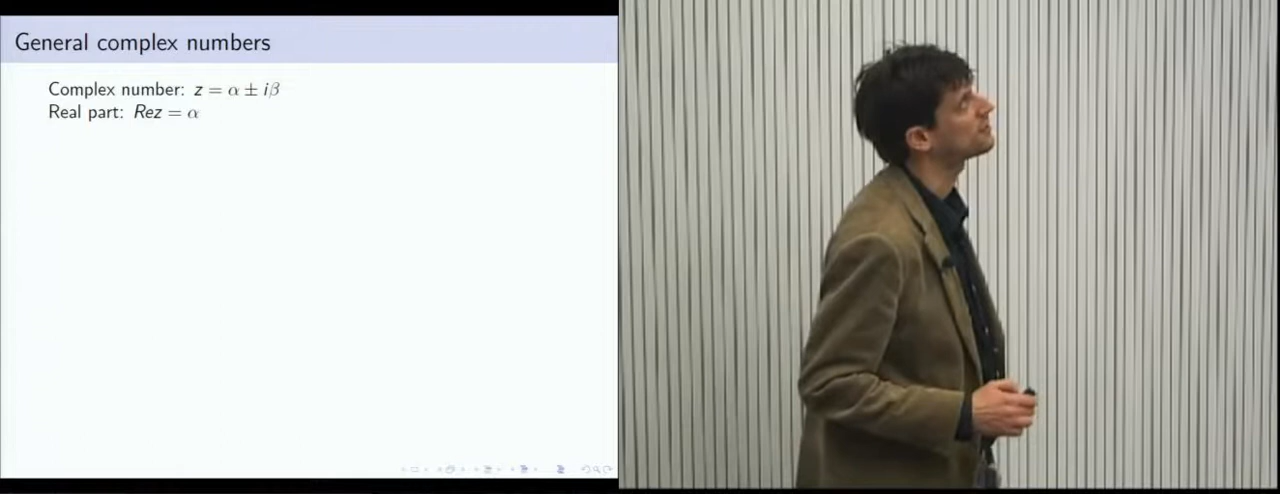 General complex numbers
Complex number: z = α ± iβ
Real part: Rez = α